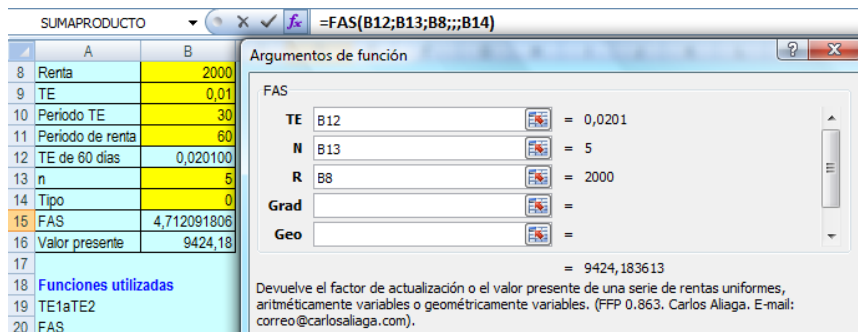 SUMAPRODUCTO fx =FAS(B12;B13;B8;;;B14)
A B
8 Renta 2000
9 TE 0,01
10 Periodo TE 30
11 Periodo de renta 60
12 TE de 60 días 0,020100
13 n 5
14 Tipo 0
15 FAS 4,712091806
16 Valor presente 9424,18
17
18 Funciones utilizadas
19 TE1aTE2
20 FAS
Argumentos de función ? X
FAS
TE B12 = 0,0201
N B13 = 5
R B8 = 2000
Grad =
Geo =
= 9424,183613
Devuelve el factor de actualización o el valor presente de una serie de rentas uniformes,
aritméticamente variables o geométricamente variables. (FFP 0.863. Carlos Aliaga. E-mail:
correo@carlosaliaga.com).